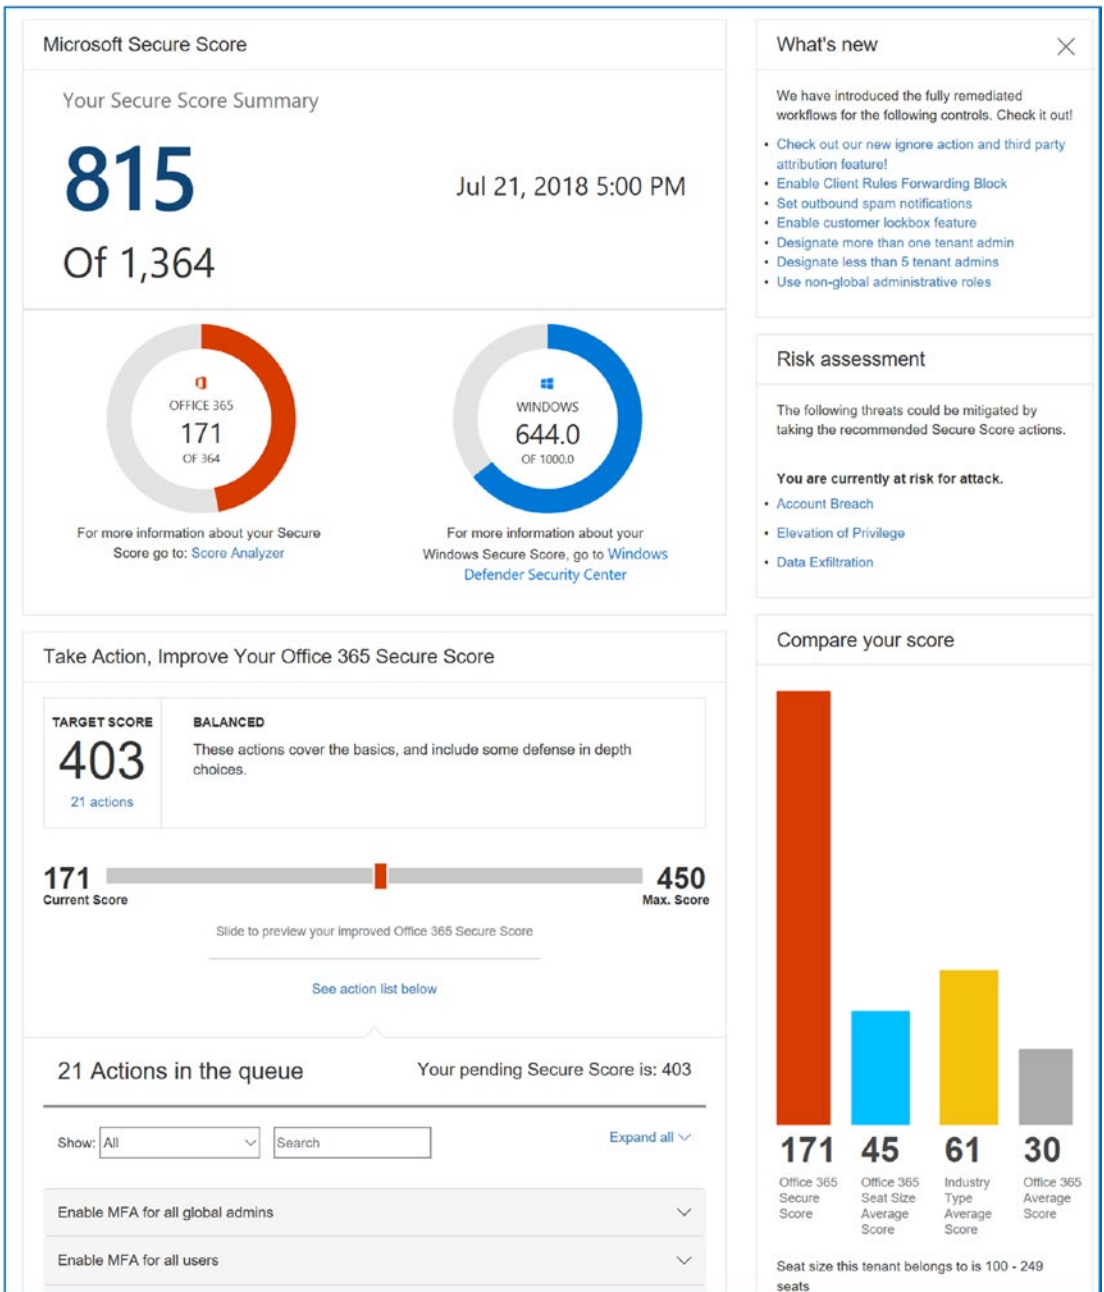 Microsoft Secure Score
Your Secure Score Summary
815
Jul 21, 2018 5:00 PM
Of 1,364
OFFICE 365
171
OF 364
For more information about your Secure
Score go to: Score Analyzer
WINDOWS
644.0
OF 1000.0
For more information about your
Windows Secure Score, go to Windows
Defender Security Center
Take Action, Improve Your Office 365 Secure Score
TARGET SCORE
403
21 actions
BALANCED
These actions cover the basics, and include some defense in depth
choices.
171
Current Score
450
Max. Score
Slide to preview your improved Office 365 Secure Score
See action list below
21 Actions in the queue
Your pending Secure Score is: 403
Show: All
Search
Expand all
Enable MFA for all global admins
Enable MFA for all users
What's new
We have introduced the fully remediated
workflows for the following controls. Check it out!
• Check out our new ignore action and third party
attribution feature!
• Enable Client Rules Forwarding Block
• Set outbound spam notifications
• Enable customer lockbox feature
• Designate more than one tenant admin
• Designate less than 5 tenant admins
• Use non-global administrative roles
Risk assessment
The following threats could be mitigated by
taking the recommended Secure Score actions.
You are currently at risk for attack.
• Account Breach
• Elevation of Privilege
• Data Exfiltration
Compare your score
171
Office 365
Secure
Score
45
Office 365
Seat Size
Average
Score
61
Industry
Type
Average
Score
30
Office 365
Average
Score
Seat size this tenant belongs to is 100 - 249
seats